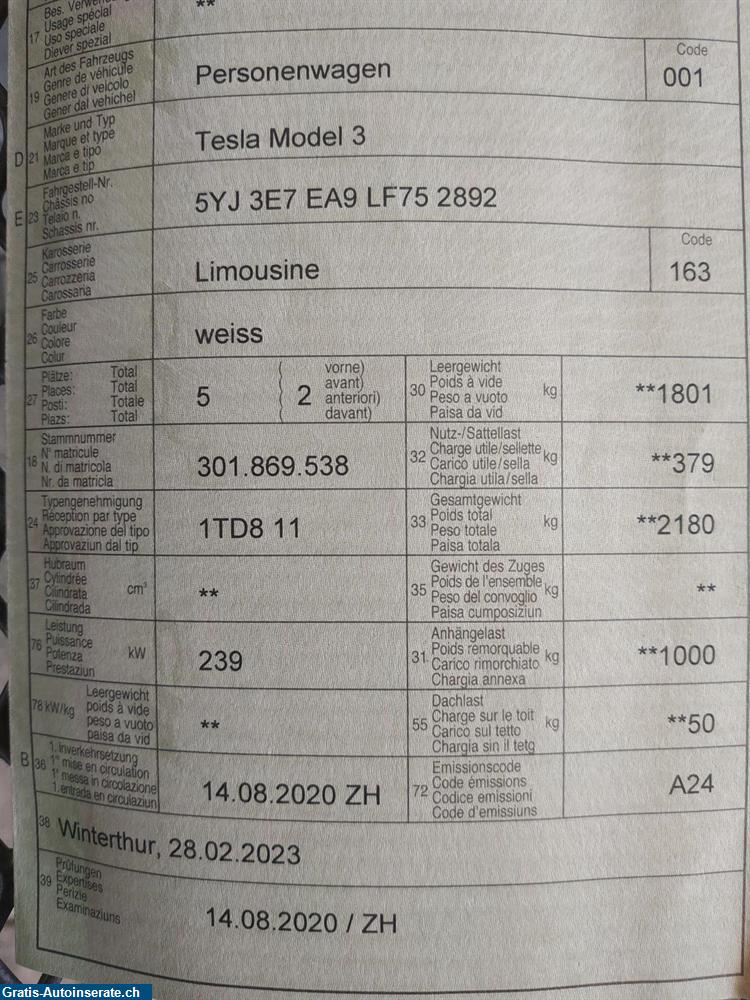 Bes. Verwendung
17 Usage spécial
Uso speciale
Diever spezial
**
Art des Fahrzeugs
Genre de véhicule
19 Genere di veicolo
Gener dal vehichel
Personenwagen
Code
001
Marke und Typ
Marque et type
D 21 Marca e tipo
Marca e tip
Tesla Model 3
Fahrgestell-Nr.
Châssis no
E 23 Telaio n.
Schassis nr.
5YJ 3E7 EA9 LF75 2892
Karosserie
Carrosserie
25 Carrozzeria
Carossaria
Limousine
Code
163
Farbe
26 Couleur
Colore
Colur
weiss
Plätze: Total
27 Places: Total
Posti: Totale
Plazs: Total
5
( vorne)
( 2 avant)
( anteriori)
( davant)
Leergewicht
30 Poids à vide kg
Peso a vuoto
Paisa da vid
**1801
Stammnummer
18 N° matricule
N. di matricola
Nr. da matricla
301.869.538
Nutz-/Sattellast
32 Charge utile/sellette kg
Carico utile/sella
Chargia utila/sella
**379
Typengenehmigung
24 Réception par type
Approvazione del tipo
Approvaziun dal tip
1TD8 11
Gesamtgewicht
33 Poids total kg
Peso totale
Paisa totala
**2180
Hubraum
37 Cylindrée cm³
Cilindrata
Cilindrada
**
Gewicht des Zuges
35 Poids de l'ensemble kg
Peso del convoglio
Paisa cumposiziun
**
Leistung
76 Puissance kW
Potenza
Prestaziun
239
Anhängelast
31 Poids remorquable kg
Carico rimorchiato
Chargia annexa
**1000
Leergewicht
78 kW/kg poids à vide
peso a vuoto
paisa da vid
**
Dachlast
55 Charge sur le toit kg
Carico sul tetto
Chargia sin il tetg
**50
1. Inverkehrsetzung
B 36 1re mise en circulation
1a messa in circolazione
1. entrada en circulaziun
14.08.2020 ZH
Emissionscode
72 Code émissions
Codice emissioni
Code d'emissiuns
A24
38 Winterthur, 28.02.2023
Prüfungen
39 Expertises
Perizie
Examinaziuns
14.08.2020 / ZH
Gratis-Autoinserate.ch